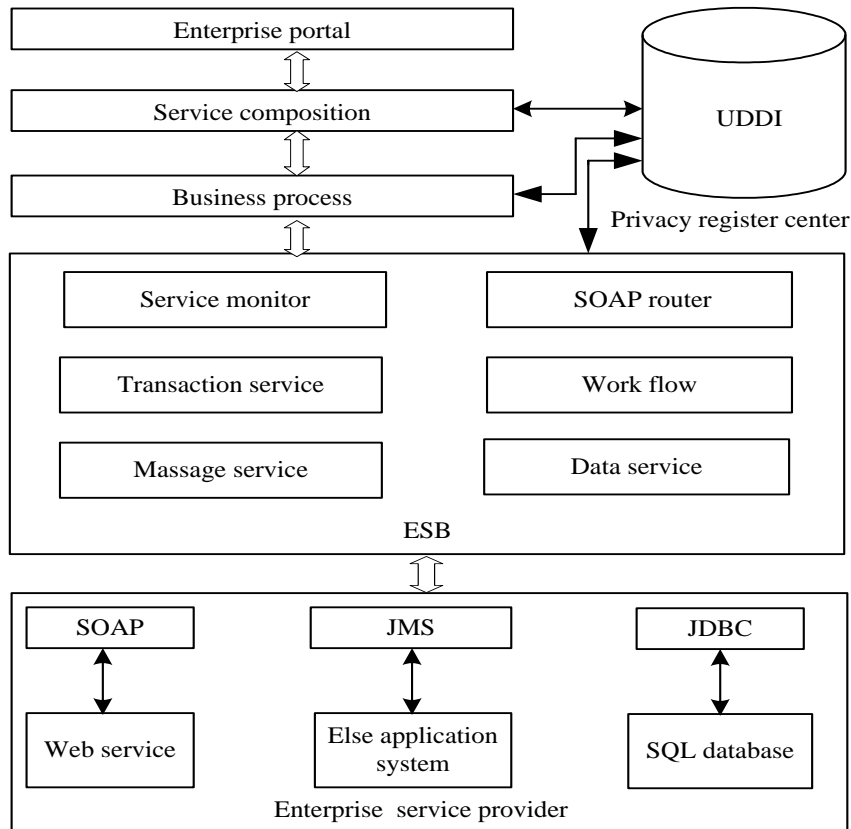 Enterprise portal
Service composition
UDDI
Business process
Privacy register center
Service monitor
SOAP router
Transaction service
Work flow
Massage service
Data service
ESB
SOAP
JMS
JDBC
Web service
Else application
system
SQL database
Enterprise service provider